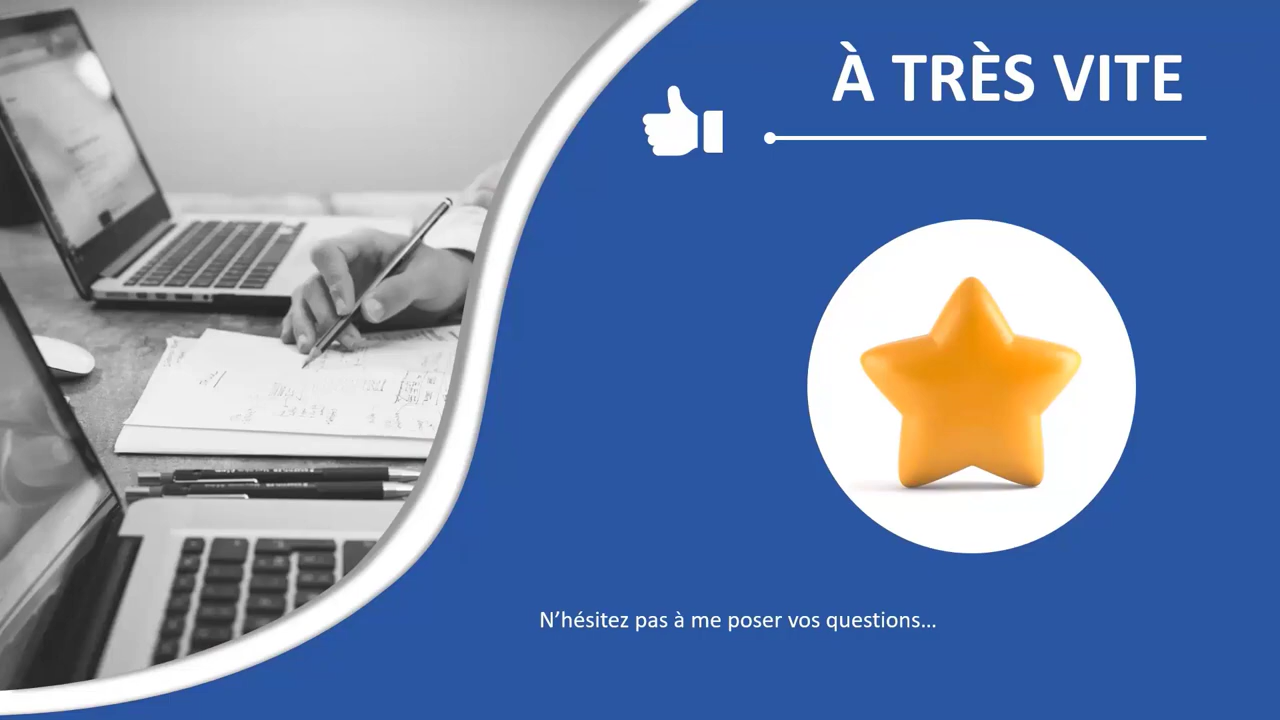 À TRÈS VITE
N’hésitez pas à me poser vos questions…